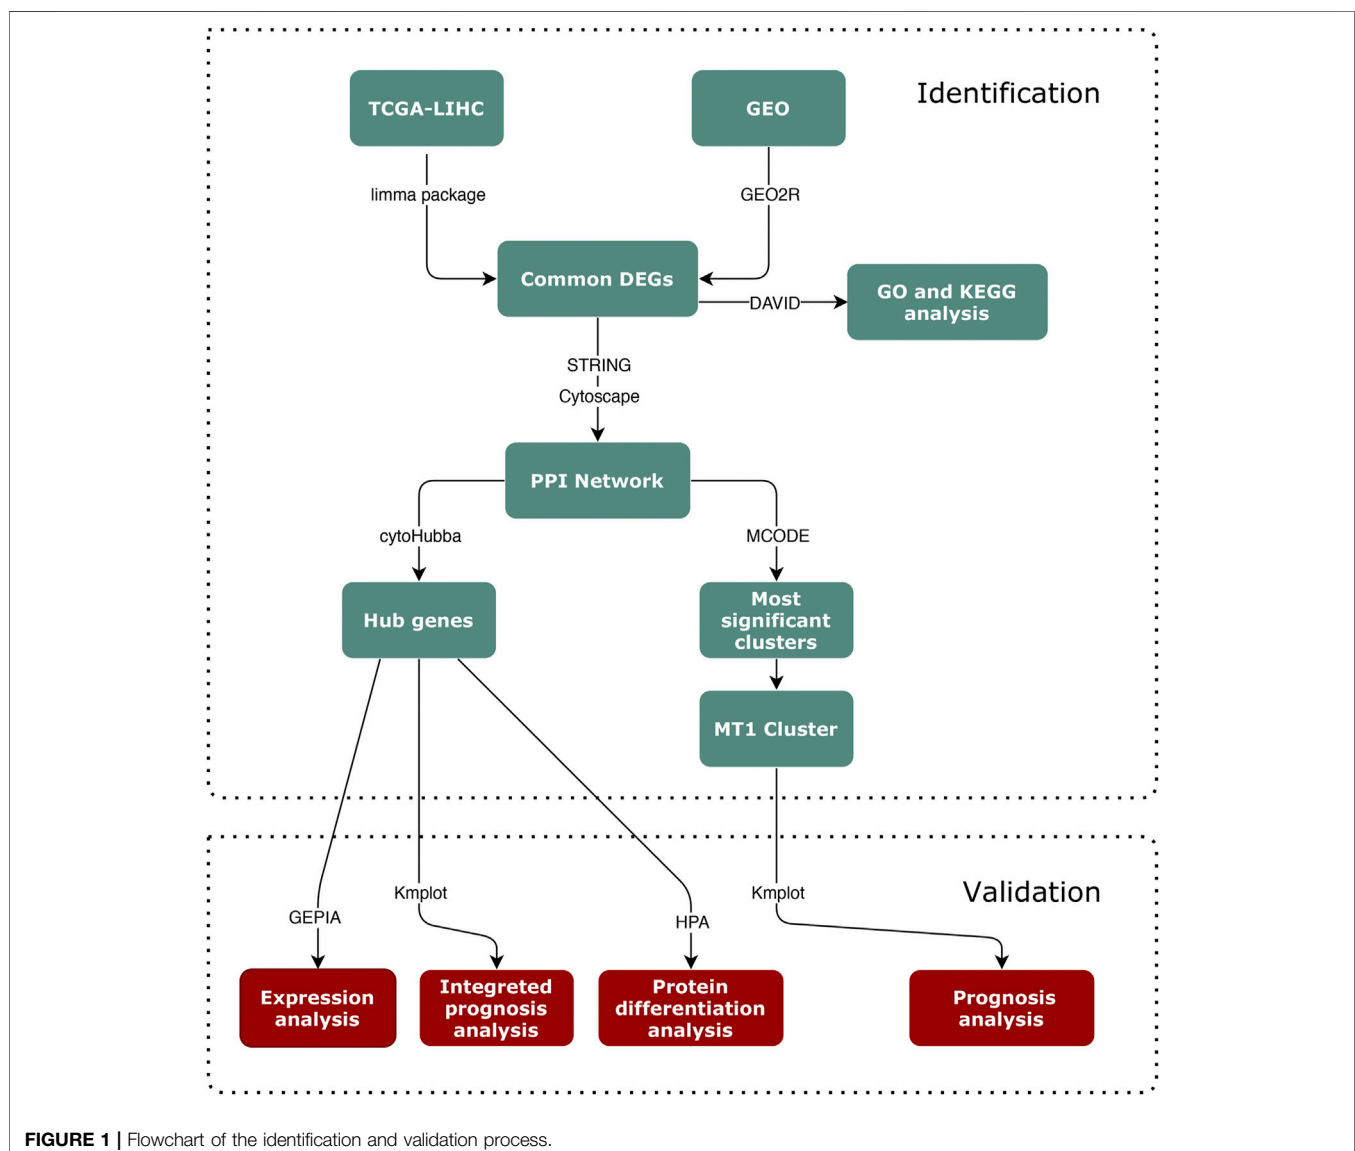 Identification
TCGA-LIHC
GEO
limma package
GEO2R
Common DEGs
DAVID
GO and KEGG
analysis
STRING
Cytoscape
PPI Network
cytoHubba
MCODE
Hub genes
Most
significant
clusters
MT1 Cluster
Validation
GEPIA
Kmplot
HPA
Kmplot
Expression
analysis
Integreted
prognosis
analysis
Protein
differentiation
analysis
Prognosis
analysis
FIGURE 1 | Flowchart of the identification and validation process.